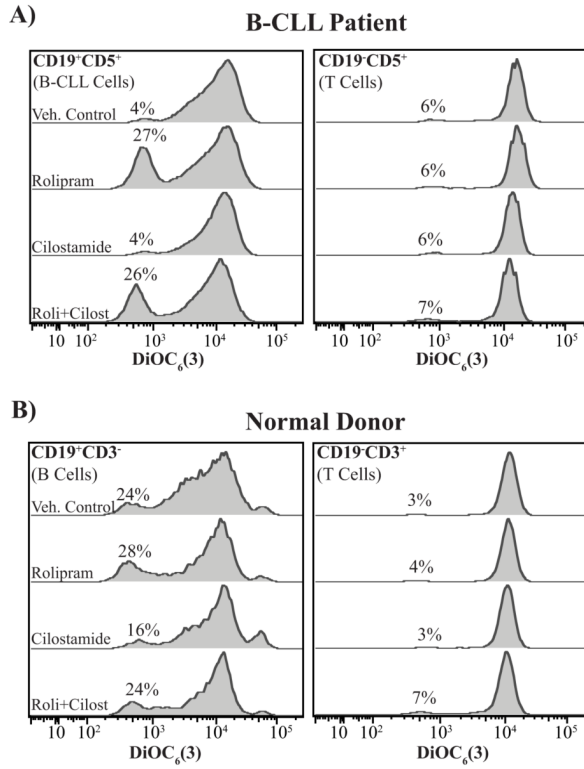 A)
B-CLL Patient
CD19⁺CD5⁺
(B-CLL Cells)
Veh. Control
4%
27%
Rolipram
Cilostamide
4%
26%
Roli+Cilost
10 10² 10³ 10⁴ 10⁵
DiOC₆(3)
CD19⁻CD5⁺
(T Cells)
6%
6%
6%
7%
10 10² 10³ 10⁴ 10⁵
DiOC₆(3)
B)
Normal Donor
CD19⁺CD3⁻
(B Cells)
24%
Veh. Control
28%
Rolipram
16%
Cilostamide
24%
Roli+Cilost
10 10² 10³ 10⁴ 10⁵
DiOC₆(3)
CD19⁻CD3⁺
(T Cells)
3%
4%
3%
7%
10 10² 10³ 10⁴ 10⁵
DiOC₆(3)